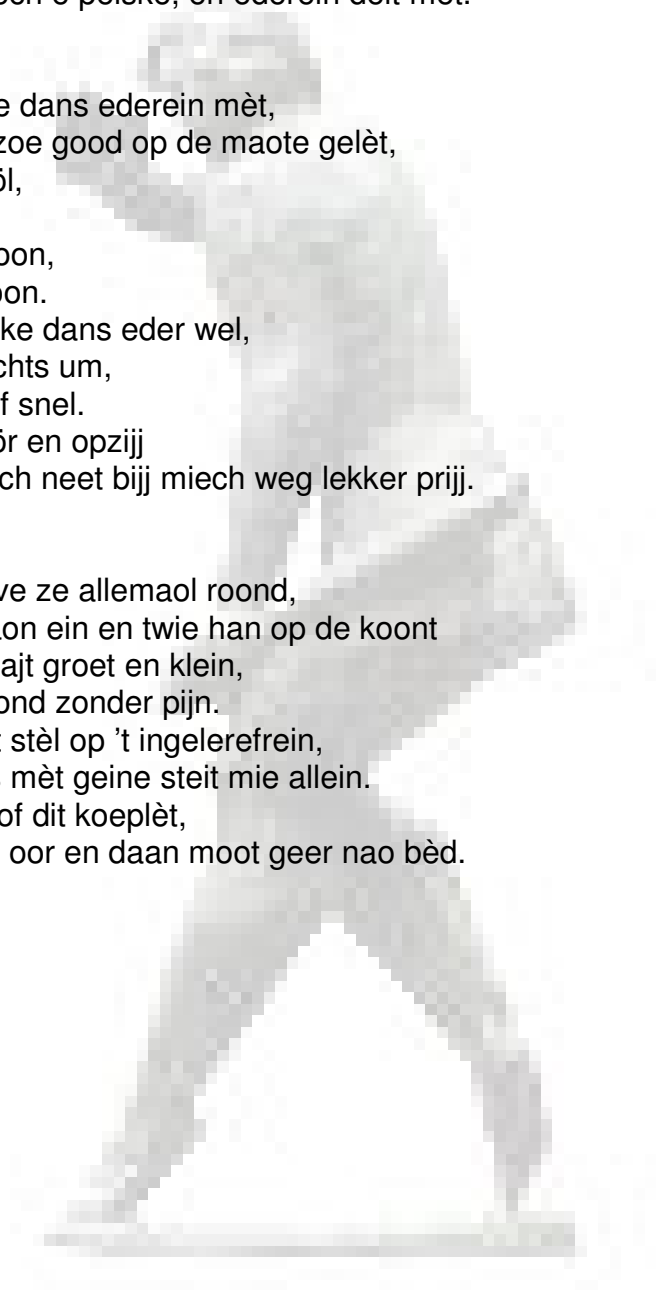 e dans ederein mèt,
zoe good op de maote gelèt,
öl,
oon,
oon.
ke dans eder wel,
chts um,
f snel.
ör en opzijj
ch neet bijj miech weg lekker prijj.
ve ze allemaol roond,
aon ein en twie han op de koont
ajt groet en klein,
ond zonder pijn.
t stèl op ’t ingelerefrein,
s mèt geine steit mie allein.
of dit koeplèt,
oor en daan moot geer nao bèd.